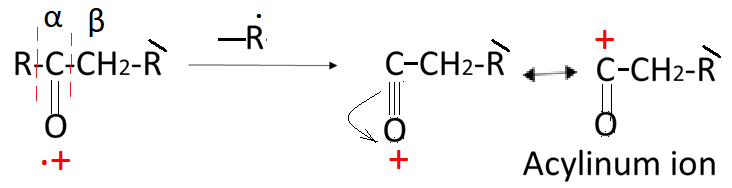 α β
R-C-CH2-R' —R• C-CH2-R' + C-CH2-R'
O O O
•+ + Acylinum ion